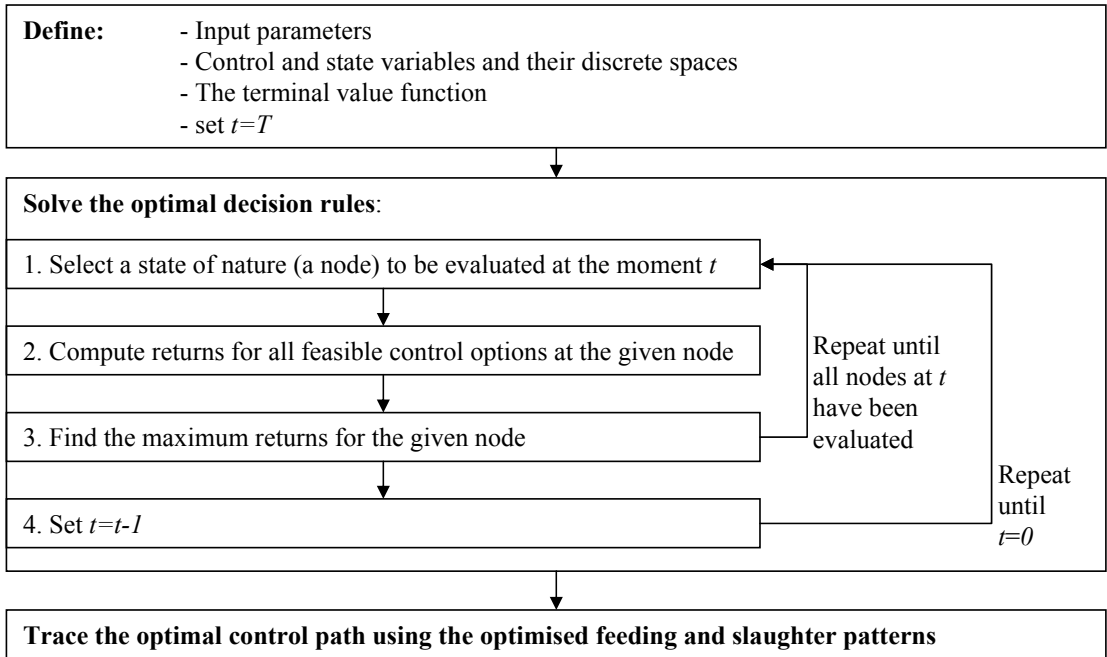 Define: - Input parameters
- Control and state variables and their discrete spaces
- The terminal value function
- set t=T
Solve the optimal decision rules:
1. Select a state of nature (a node) to be evaluated at the moment t
2. Compute returns for all feasible control options at the given node
3. Find the maximum returns for the given node
4. Set t=t-1
Repeat until
all nodes at t
have been
evaluated
Repeat
until
t=0
Trace the optimal control path using the optimised feeding and slaughter patterns